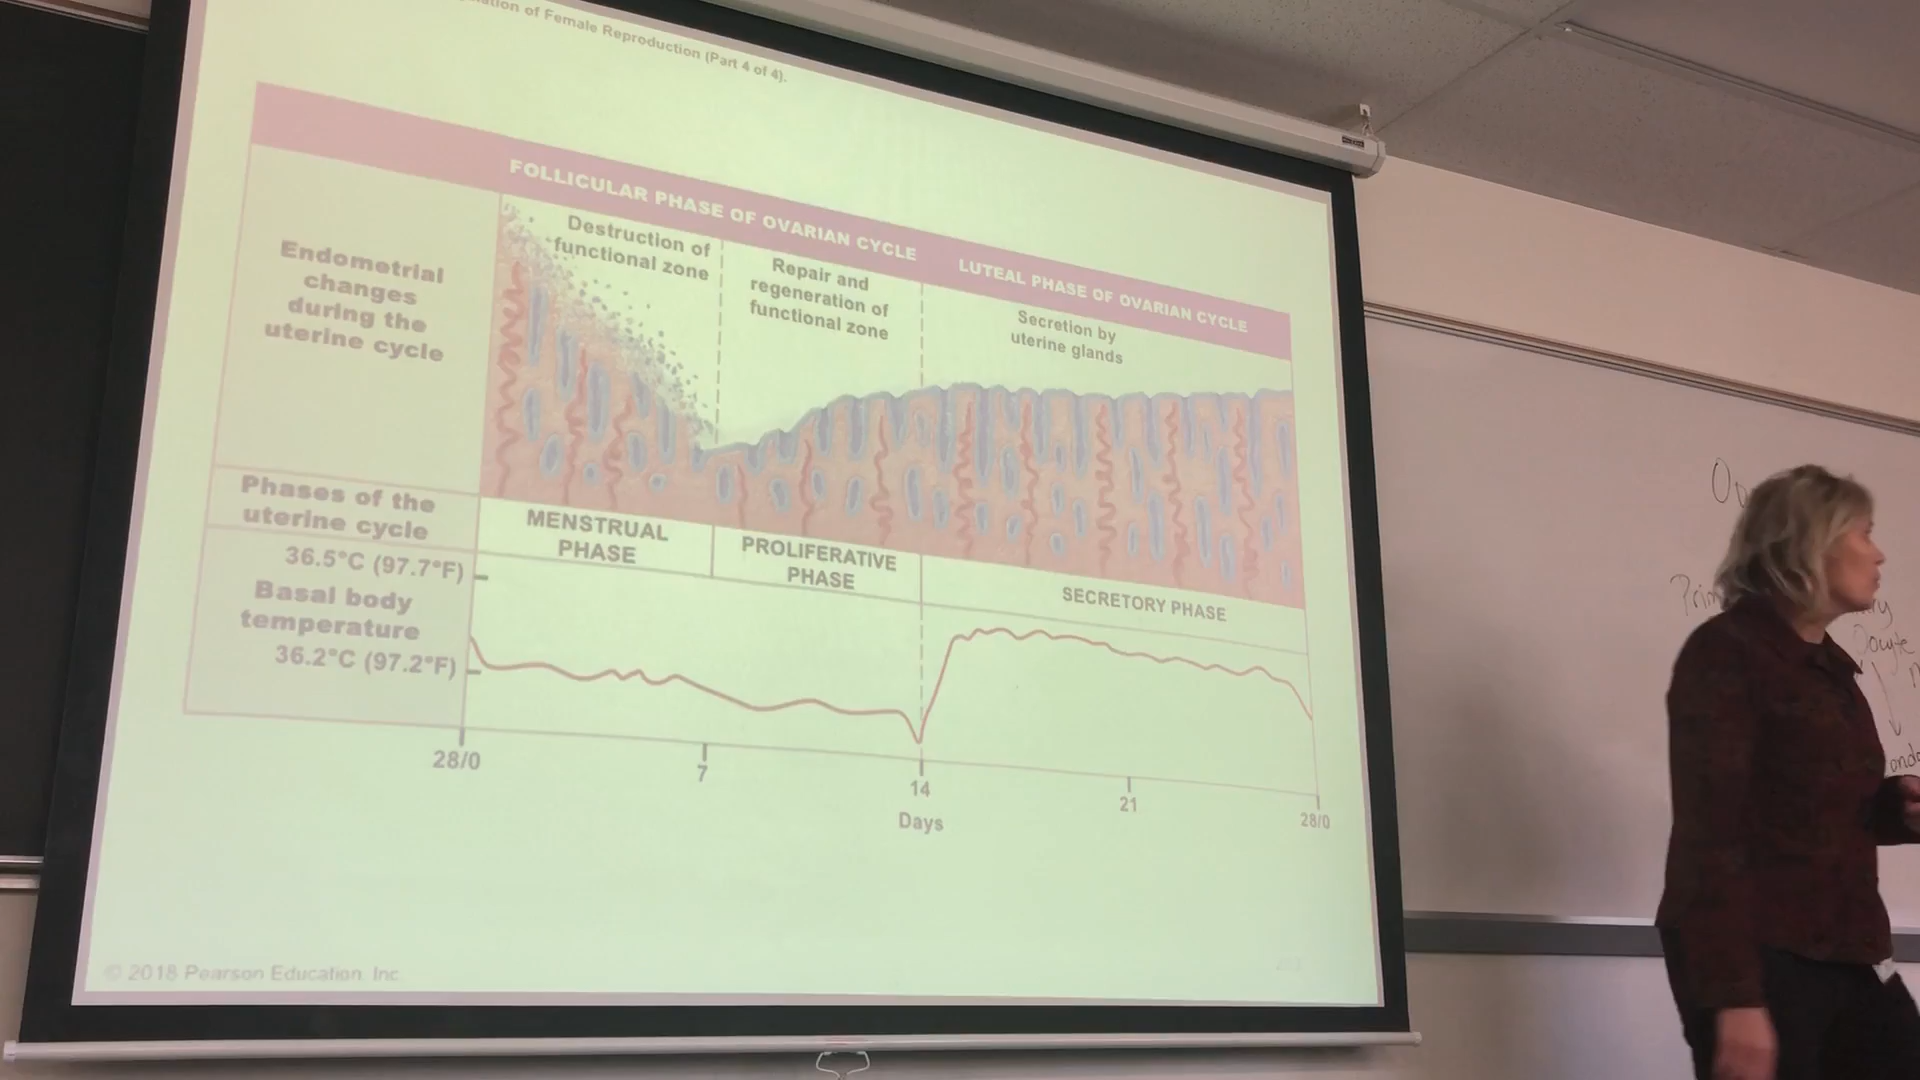 of Female Reproduction (Part 4 of 4).
FOLLICULAR PHASE OF OVARIAN CYCLE
LUTEAL PHASE OF OVARIAN CYCLE
Endometrial
changes
during the
uterine cycle
Destruction of
functional zone
Repair and
regeneration of
functional zone
Secretion by
uterine glands
Phases of the
uterine cycle
MENSTRUAL
PHASE
PROLIFERATIVE
PHASE
SECRETORY PHASE
36.5°C (97.7°F)
Basal body
temperature
36.2°C (97.2°F)
28/0
7
14
21
28/0
Days
© 2018 Pearson Education, Inc.
Oocyte